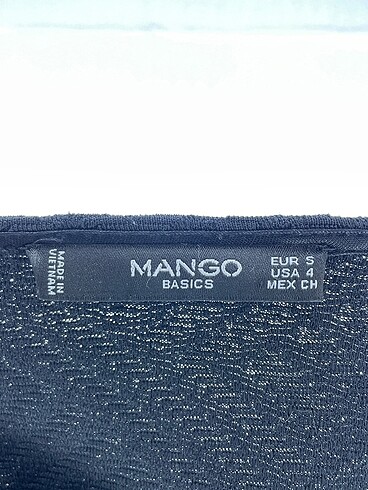 MADE IN
VIETNAM
MANGO
BASICS
EUR S
USA 4
MEX CH